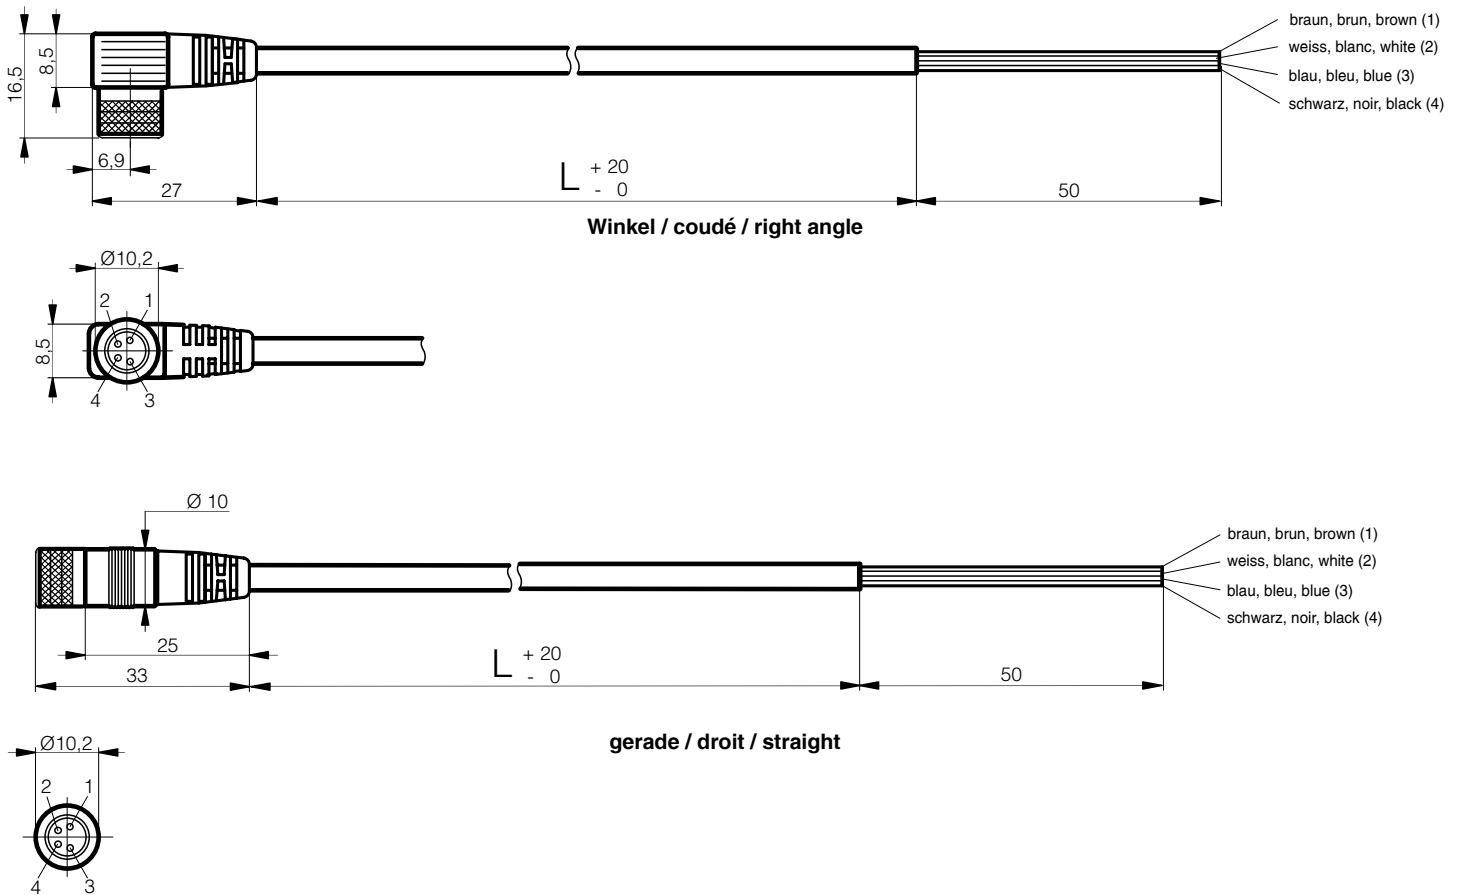 braun, brun, brown (1)
weiss, blanc, white (2)
blau, bleu, blue (3)
schwarz, noir, black (4)
16,5
8,5
6,9
27
L + 20 - 0
50
Winkel / coudé / right angle
Ø10,2
2 1
8,5
4 3
Ø 10
braun, brun, brown (1)
weiss, blanc, white (2)
blau, bleu, blue (3)
schwarz, noir, black (4)
25
33
L + 20 - 0
50
gerade / droit / straight
Ø10,2
2 1
4 3